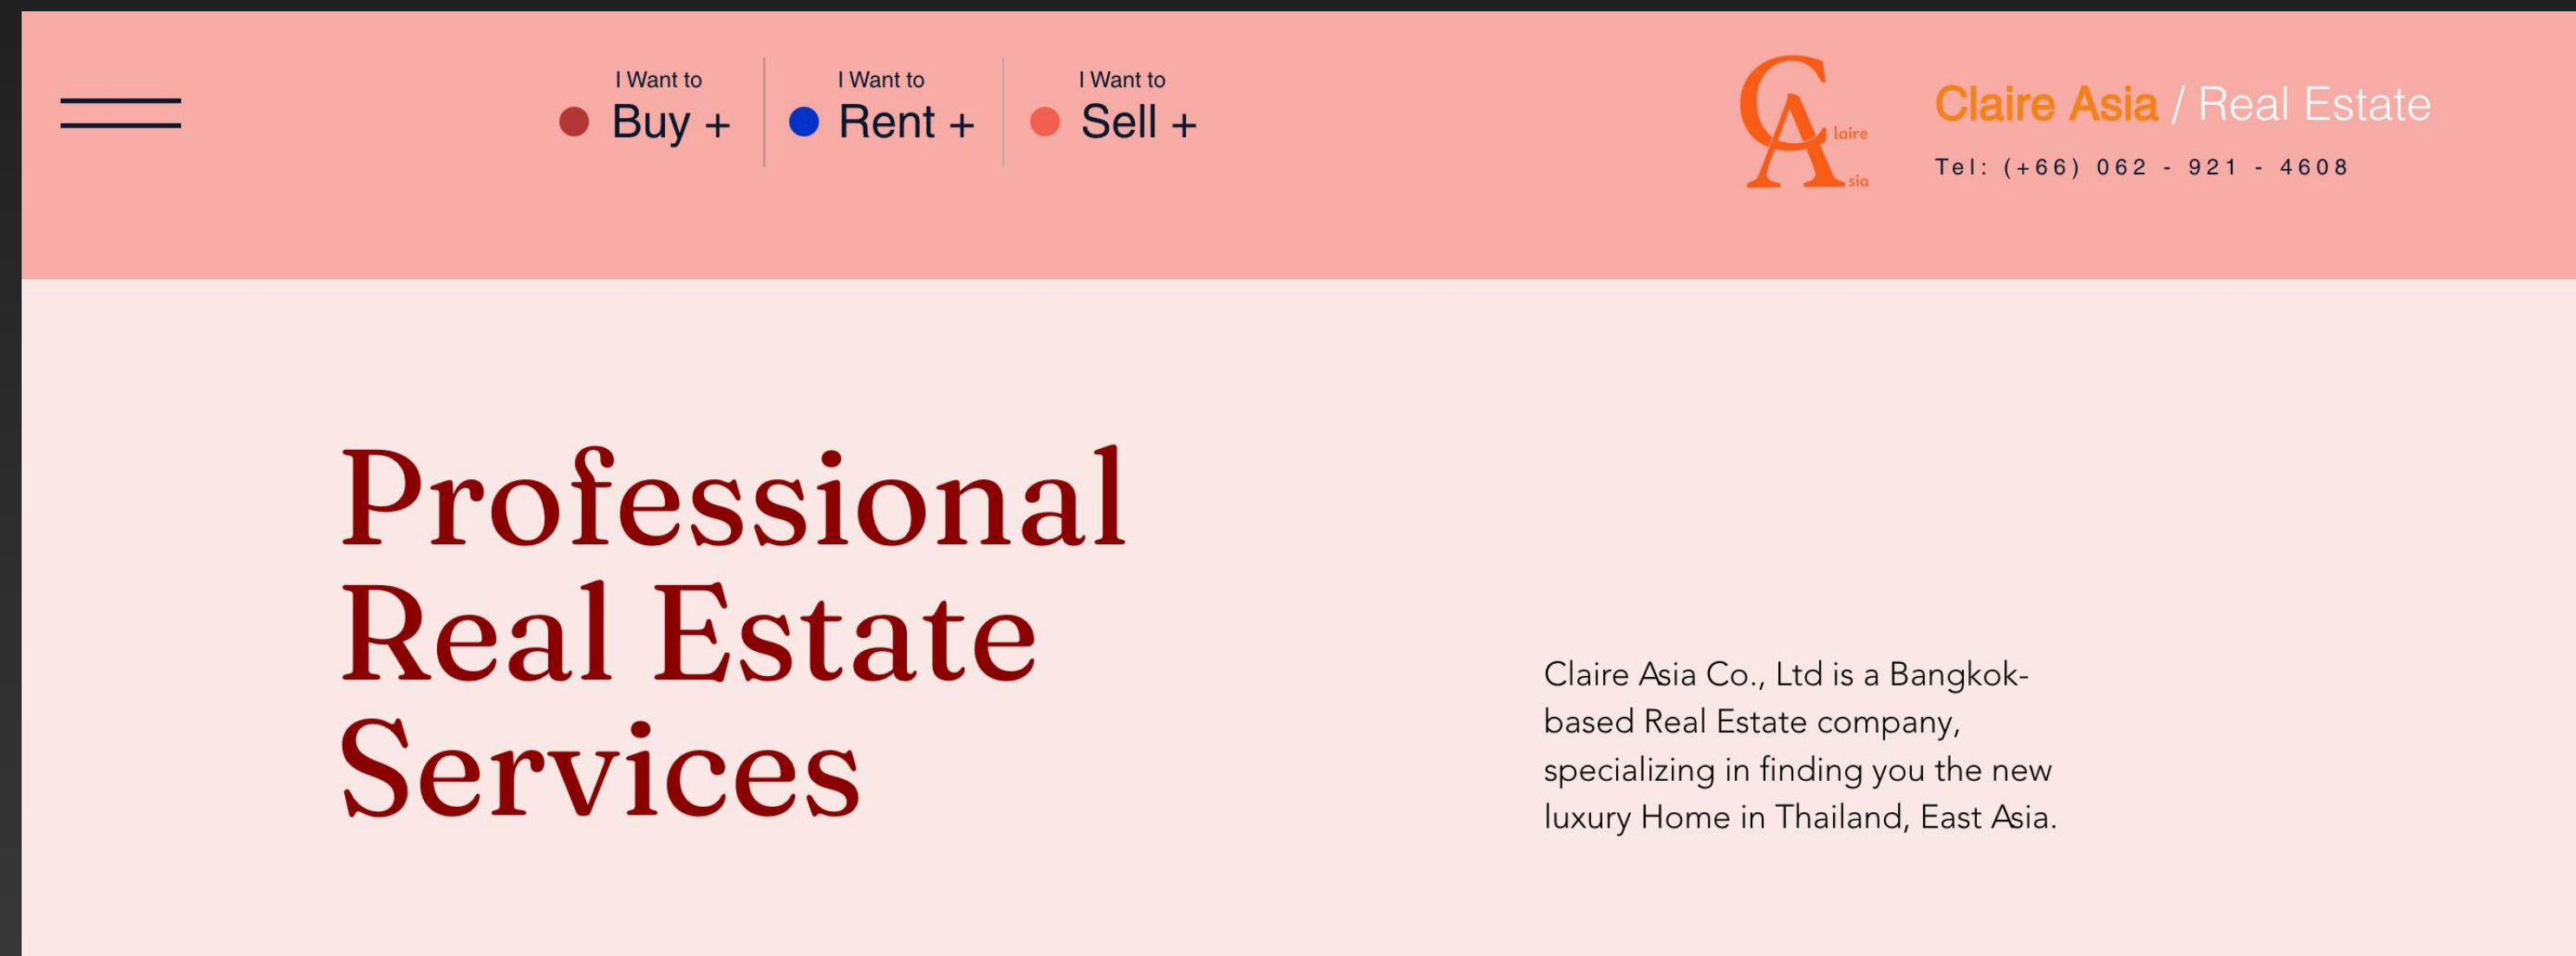 I Want to
Buy +
I Want to
Rent +
I Want to
Sell +
CA
laire
sia
Claire Asia / Real Estate
Tel: (+66) 062 - 921 - 4608
Professional
Real Estate
Services
Claire Asia Co., Ltd is a Bangkok-
based Real Estate company,
specializing in finding you the new
luxury Home in Thailand, East Asia.